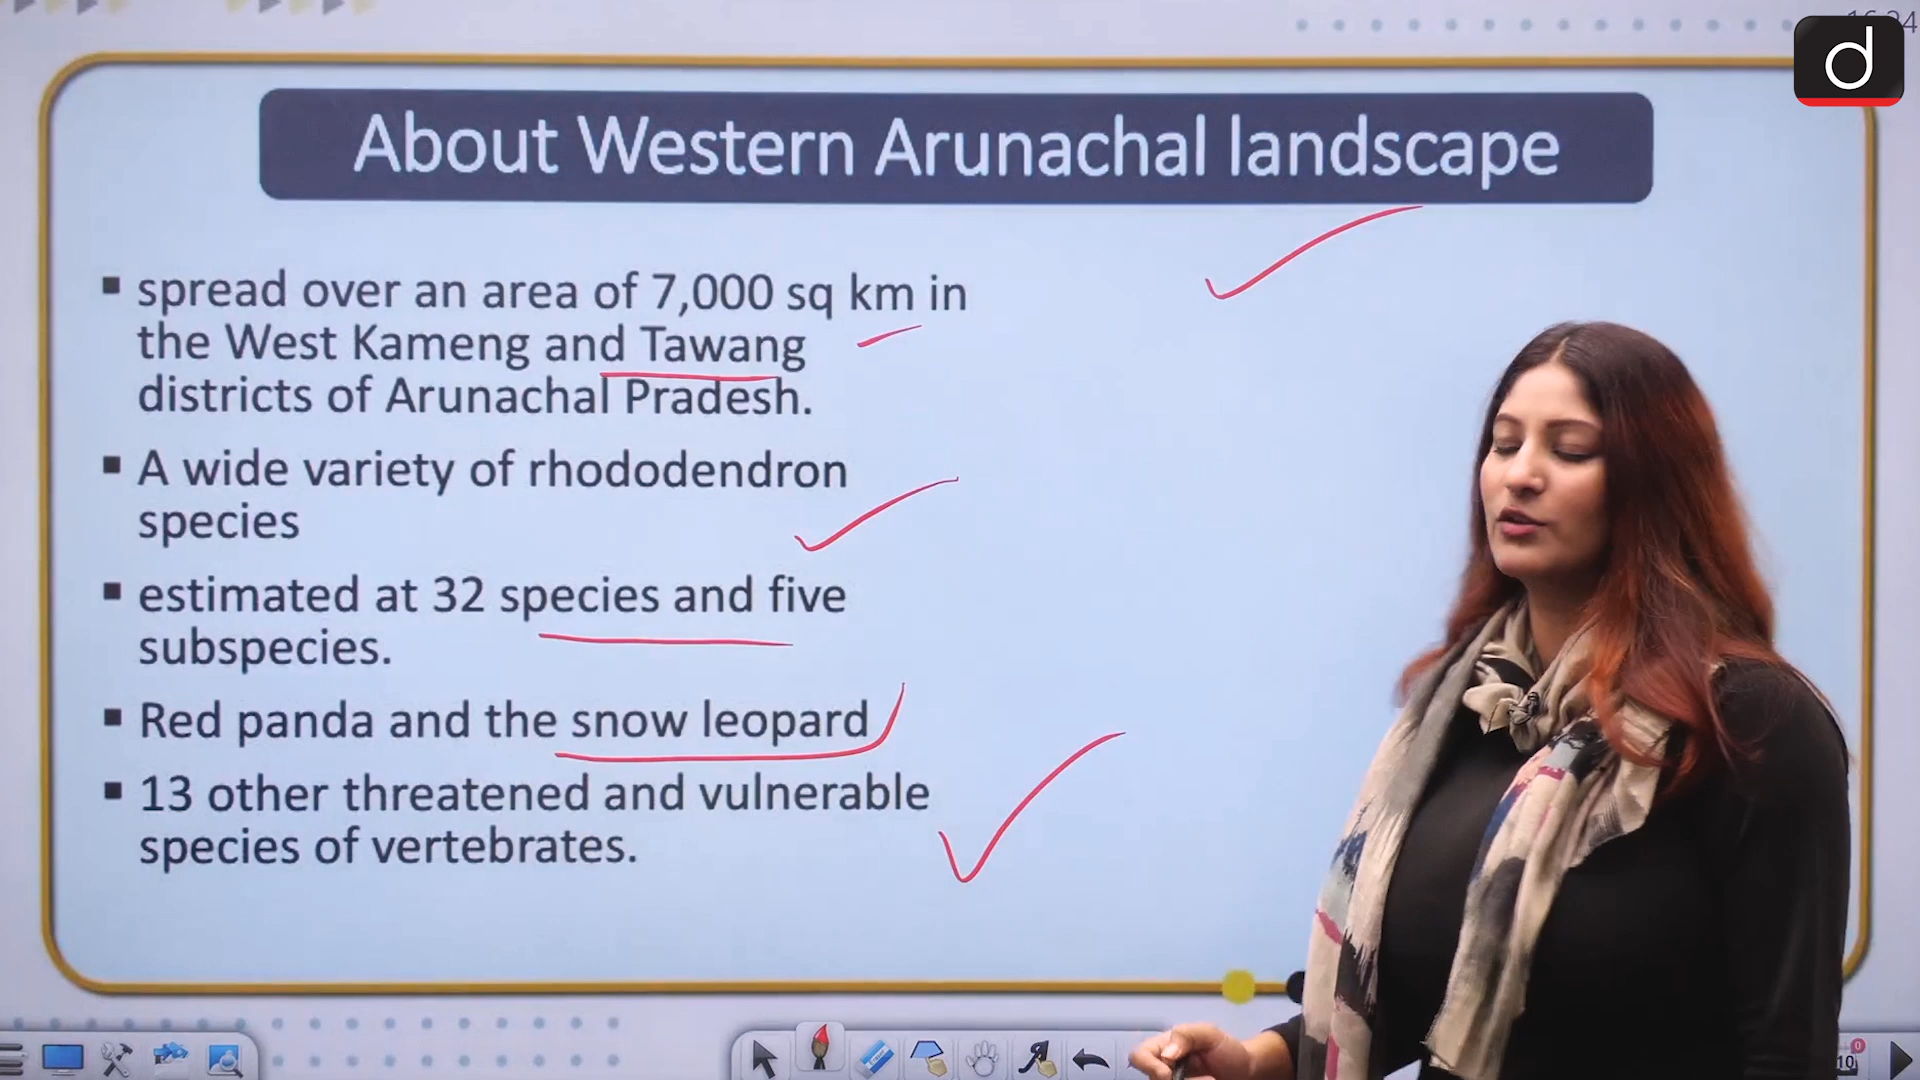 d
About Western Arunachal landscape
spread over an area of 7,000 sq km in
the West Kameng and Tawang
districts of Arunachal Pradesh.
A wide variety of rhododendron
species
estimated at 32 species and five
subspecies.
Red panda and the snow leopard
13 other threatened and vulnerable
species of vertebrates.
10
0